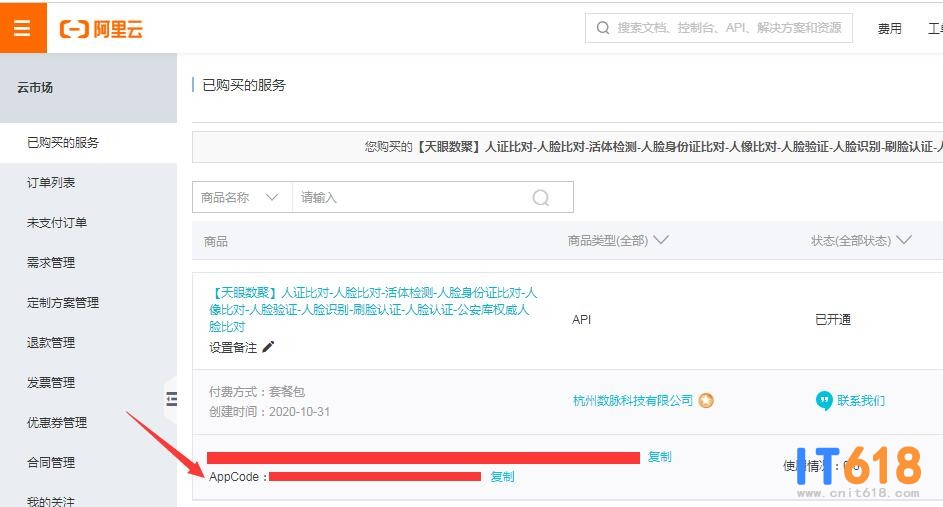 阿里云
搜索文档、控制台、API、解决方案和资源
费用
工单
云市场
已购买的服务
您购买的【天眼数聚】人证比对-人脸比对-活体检测-人脸身份证比对-人像比对-人脸验证-人脸识别-刷脸认证-人
已购买的服务
订单列表
商品名称
请输入
未支付订单
商品
商品类型(全部)
状态(全部状态)
需求管理
定制方案管理
退款管理
发票管理
优惠券管理
合同管理
我的关注
【天眼数聚】人证比对-人脸比对-活体检测-人脸身份证比对-人
像比对-人脸验证-人脸识别-刷脸认证-人脸认证-公安库权威人
脸比对
API
已开通
设置备注
付费方式：套餐包
创建时间：2020-10-31
杭州数脉科技有限公司
联系我们
复制
AppCode：
复制
使用情况：
IT618
www.cnit618.com